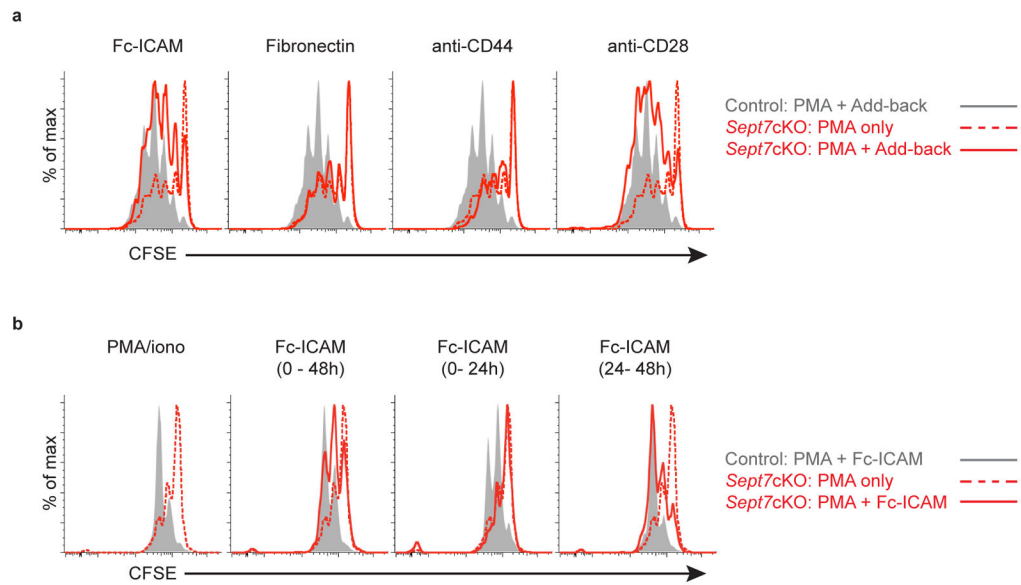 a
Fc-ICAM
Fibronectin
anti-CD44
anti-CD28
% of max
CFSE
Control: PMA + Add-back
Sept7cKO: PMA only
Sept7cKO: PMA + Add-back
b
PMA/iono
Fc-ICAM
(0 - 48h)
Fc-ICAM
(0- 24h)
Fc-ICAM
(24- 48h)
% of max
CFSE
Control: PMA + Fc-ICAM
Sept7cKO: PMA only
Sept7cKO: PMA + Fc-ICAM